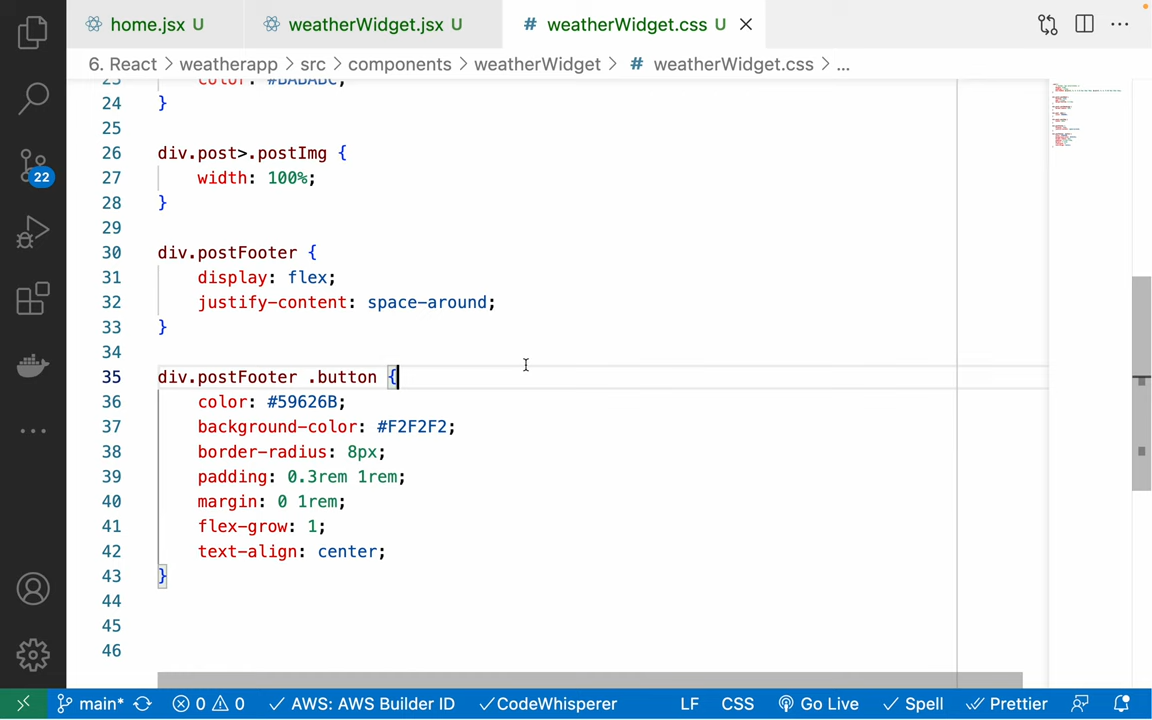 home.jsx U weatherWidget.jsx U # weatherWidget.css U
6. React > weatherapp > src > components > weatherWidget > # weatherWidget.css > ...
23 color: #BABABC;
24 }
25
26 div.post>.postImg {
27 width: 100%;
28 }
29
30 div.postFooter {
31 display: flex;
32 justify-content: space-around;
33 }
34
35 div.postFooter .button {
36 color: #59626B;
37 background-color: #F2F2F2;
38 border-radius: 8px;
39 padding: 0.3rem 1rem;
40 margin: 0 1rem;
41 flex-grow: 1;
42 text-align: center;
43 }
44
45
46
22
main* 0 0 AWS: AWS Builder ID CodeWhisperer LF CSS Go Live Spell Prettier